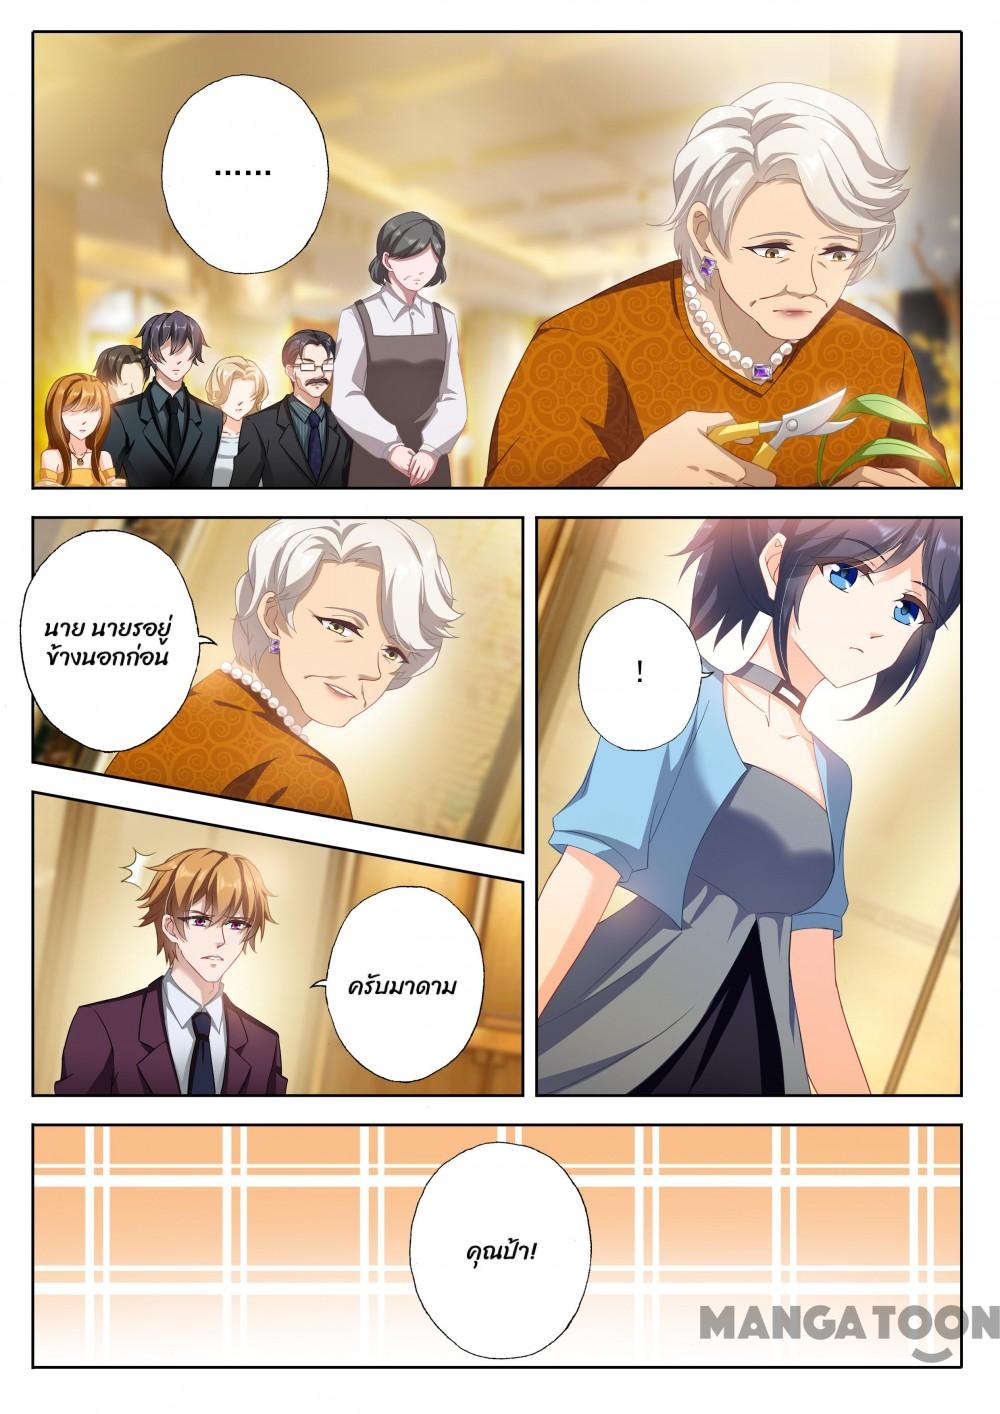 ......
นาย นายรอยู่
ข้างนอกก่อน
!
ครับมาดาม
คุณป้า!
MANGATOON